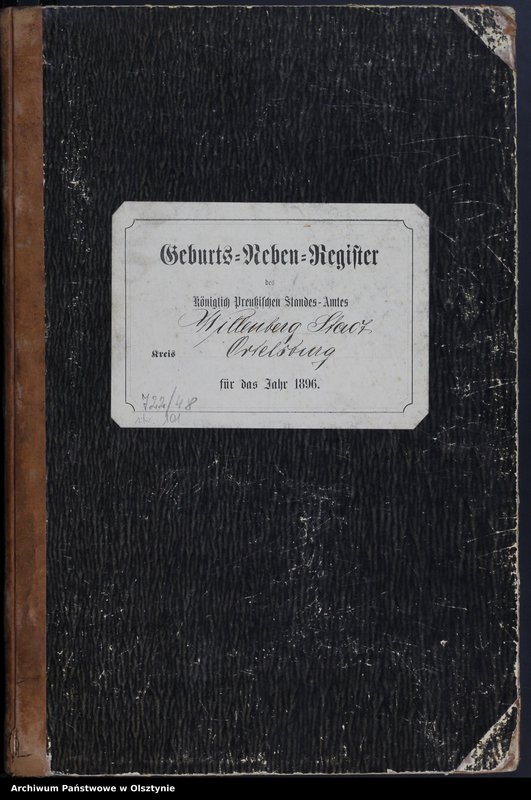 Geburts-Neben-Register
des
Königlich Preußischen Standes-Amtes
Willenberg Stadt
Kreis Ortelsburg
für das Jahr 1896.
722/48
101
Archiwum Państwowe w Olsztynie